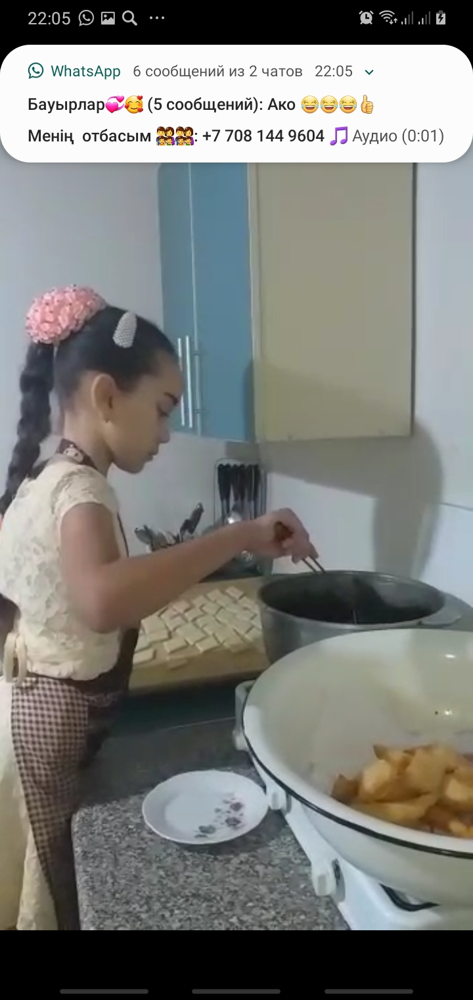 22:05
WhatsApp 6 сообщений из 2 чатов 22:05
Бауырлар💞🥰 (5 сообщений): Ако 😂😂😂👍
Менің отбасым 👨‍👩‍👧‍👦👨‍👩‍👧‍👦: +7 708 144 9604 🎵 Аудио (0:01)